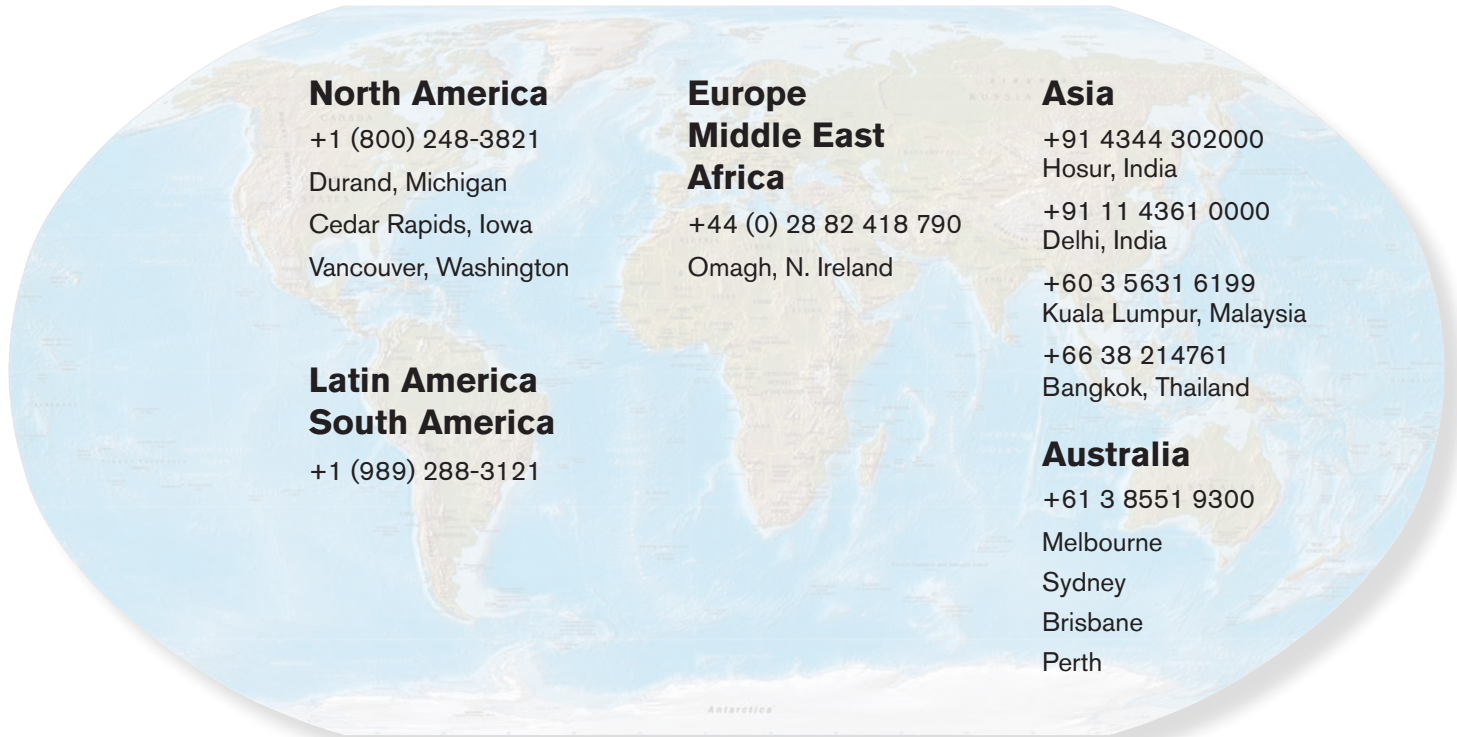 North America
+1 (800) 248-3821
Durand, Michigan
Cedar Rapids, Iowa
Vancouver, Washington
Latin America
South America
+1 (989) 288-3121
Europe
Middle East
Africa
+44 (0) 28 82 418 790
Omagh, N. Ireland
Asia
+91 4344 302000
Hosur, India
+91 11 4361 0000
Delhi, India
+60 3 5631 6199
Kuala Lumpur, Malaysia
+66 38 214761
Bangkok, Thailand
Australia
+61 3 8551 9300
Melbourne
Sydney
Brisbane
Perth
Antarctica